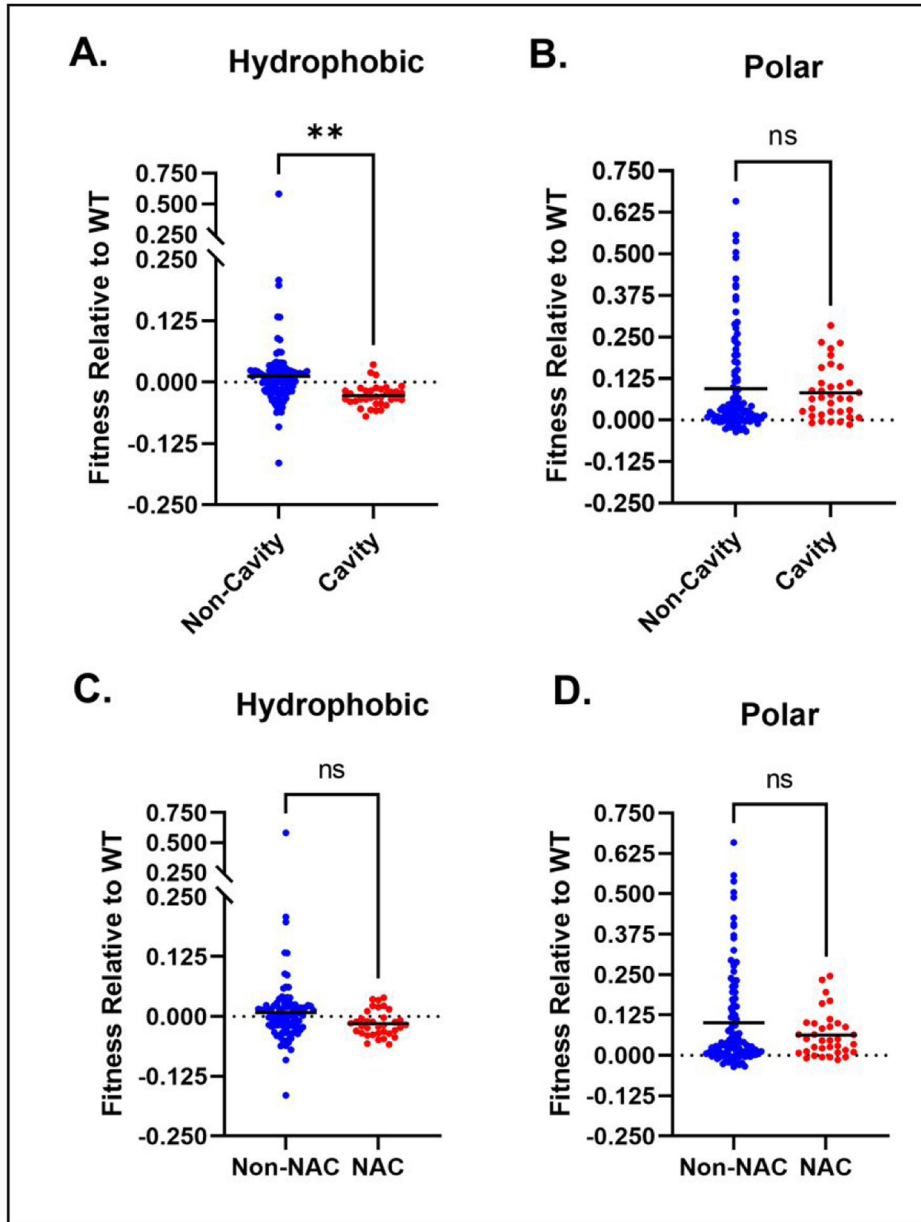 A.
Hydrophobic
**
Fitness Relative to WT
0.750
0.500
0.250
0.250
0.125
0.000
-0.125
-0.250
Non-Cavity
Cavity
B.
Polar
ns
Fitness Relative to WT
0.750
0.625
0.500
0.375
0.250
0.125
0.000
-0.125
-0.250
Non-Cavity
Cavity
C.
Hydrophobic
ns
Fitness Relative to WT
0.750
0.500
0.250
0.250
0.125
0.000
-0.125
-0.250
Non-NAC NAC
D.
Polar
ns
Fitness Relative to WT
0.750
0.625
0.500
0.375
0.250
0.125
0.000
-0.125
-0.250
Non-NAC NAC